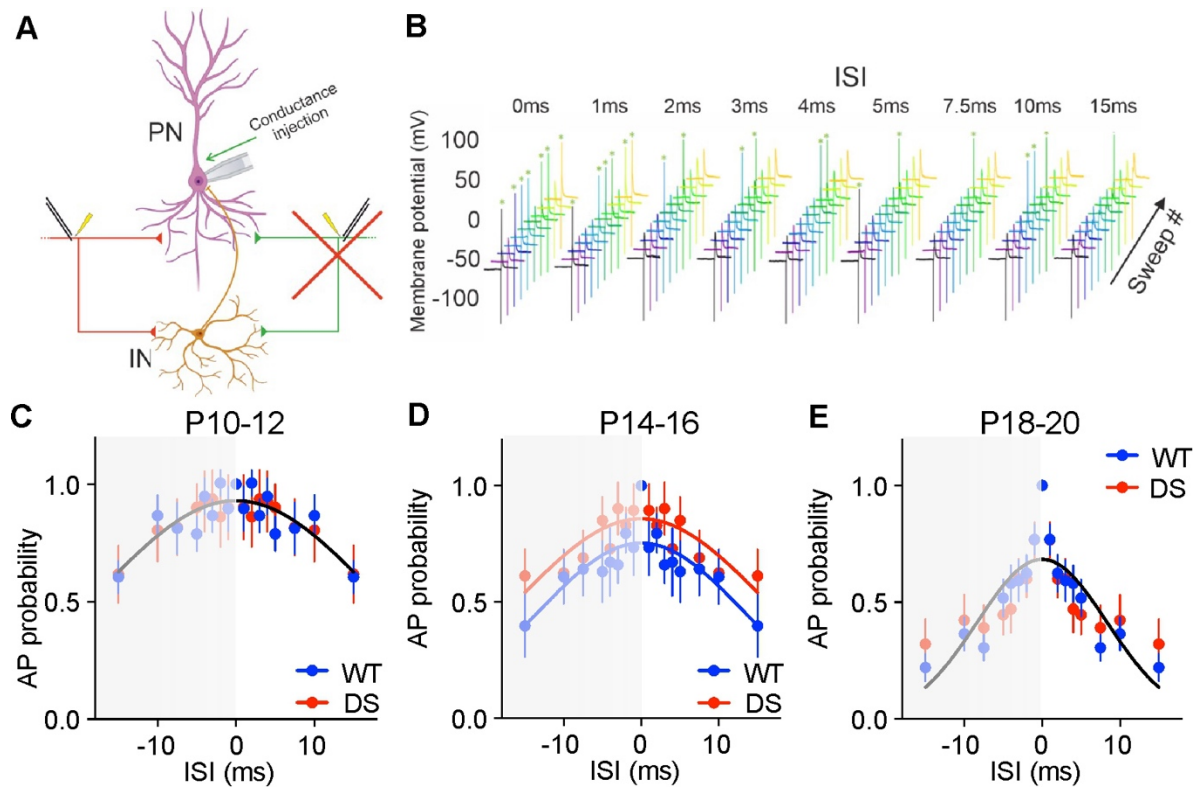 A
PN
Conductance
injection
IN
B
ISI
0ms 1ms 2ms 3ms 4ms 5ms 7.5ms 10ms 15ms
Membrane potential (mV)
100
50
0
-50
-100
Sweep #
C
P10-12
AP probability
1.0
0.5
0.0
-10 0 10
ISI (ms)
WT
DS
D
P14-16
AP probability
1.0
0.5
0.0
-10 0 10
ISI (ms)
WT
DS
E
P18-20
AP probability
1.0
0.5
0.0
-10 0 10
ISI (ms)
WT
DS